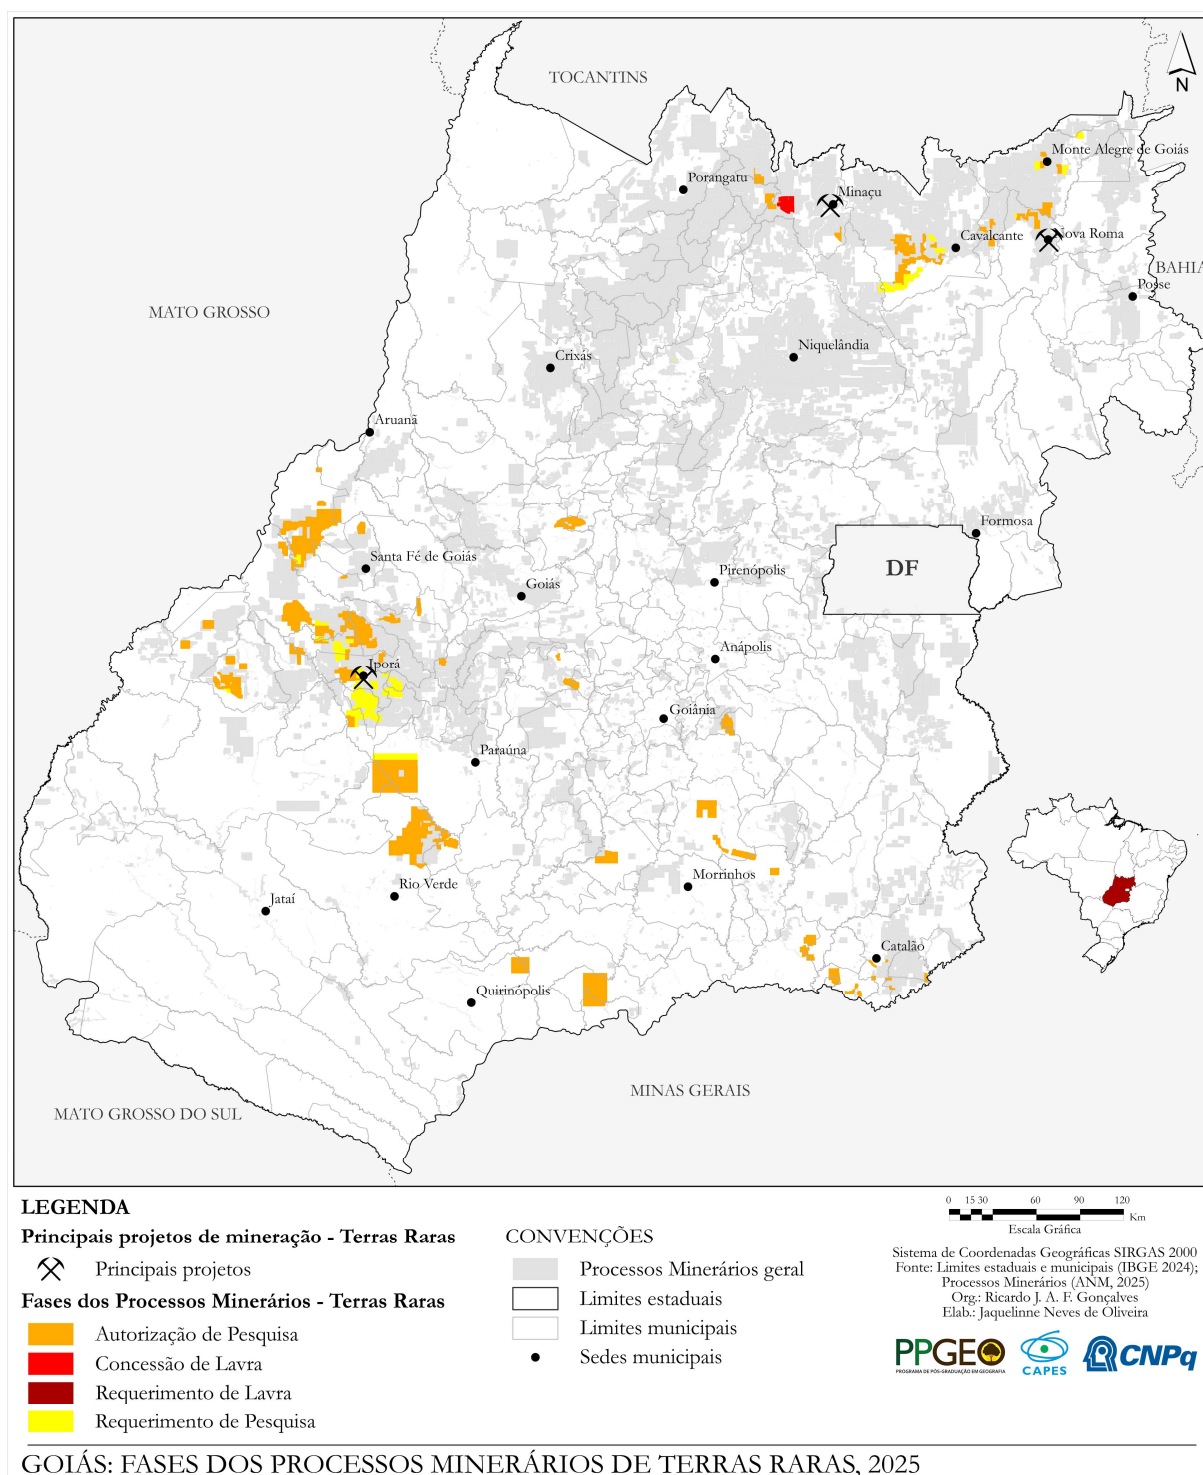 TOCANTINS
N
Monte Alegre de Goiás
Porangatu
Minaçu
Cavalcante
Nova Roma
BAHIA
Posse
MATO GROSSO
Niquelândia
Crixás
Aruanã
Formosa
Santa Fé de Goiás
Pirenópolis
DF
Goiás
Anápolis
Iporá
Goiânia
Paraúna
Morrinhos
Rio Verde
Jataí
Catalão
Quirinópolis
MINAS GERAIS
MATO GROSSO DO SUL
LEGENDA
Principais projetos de mineração - Terras Raras
Principais projetos
Fases dos Processos Minerários - Terras Raras
Autorização de Pesquisa
Concessão de Lavra
Requerimento de Lavra
Requerimento de Pesquisa
CONVENÇÕES
Processos Minerários geral
Limites estaduais
Limites municipais
Sedes municipais
0 15 30 60 90 120
Km
Escala Gráfica
Sistema de Coordenadas Geográficas SIRGAS 2000
Fonte: Limites estaduais e municipais (IBGE 2024);
Processos Minerários (ANM, 2025)
Org.: Ricardo J. A. F. Gonçalves
Elab.: Jaquelinne Neves de Oliveira
PPGEO
PROGRAMA DE PÓS-GRADUAÇÃO EM GEOGRAFIA
CAPES
CNPq
GOIÁS: FASES DOS PROCESSOS MINERÁRIOS DE TERRAS RARAS, 2025